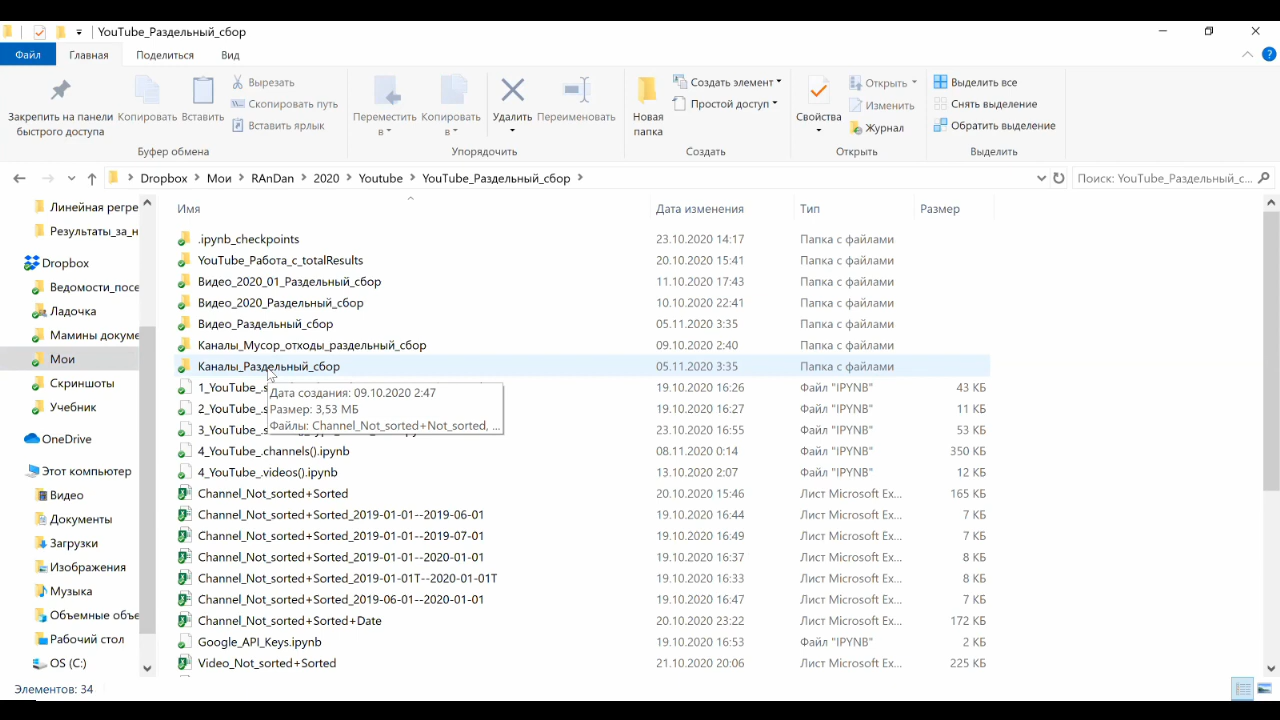 YouTube_Раздельный_сбор
Файл Главная Поделиться Вид
Закрепить на панели быстрого доступа
Копировать
Вставить
Вырезать
Скопировать путь
Вставить ярлык
Буфер обмена
Переместить в
Копировать в
Удалить
Переименовать
Упорядочить
Новая папка
Создать элемент
Простой доступ
Создать
Свойства
Открыть
Изменить
Журнал
Открыть
Выделить все
Снять выделение
Обратить выделение
Выделить
Dropbox > Мои > RAnDan > 2020 > Youtube > YouTube_Раздельный_сбор >
Поиск: YouTube_Раздельный_с...
Линейная регре
Результаты_за_н
Dropbox
Ведомости_посе
Ладочка
Мамины докуме
Мои
Скриншоты
Учебник
OneDrive
Этот компьютер
Видео
Документы
Загрузки
Изображения
Музыка
Объемные объе
Рабочий стол
OS (C:)
Имя Дата изменения Тип Размер
.ipynb_checkpoints 23.10.2020 14:17 Папка с файлами
YouTube_Работа_с_totalResults 20.10.2020 15:41 Папка с файлами
Видео_2020_01_Раздельный_сбор 11.10.2020 17:43 Папка с файлами
Видео_2020_Раздельный_сбор 10.10.2020 22:41 Папка с файлами
Видео_Раздельный_сбор 05.11.2020 3:35 Папка с файлами
Каналы_Мусор_отходы_раздельный_сбор 09.10.2020 2:40 Папка с файлами
Каналы_Раздельный_сбор 05.11.2020 3:35 Папка с файлами
1_YouTube_.s 19.10.2020 16:26 Файл "IPYNB" 43 КБ
Дата создания: 09.10.2020 2:47
Размер: 3,53 МБ
Файлы: Channel_Not_sorted+Not_sorted, ...
2_YouTube_.s 19.10.2020 16:27 Файл "IPYNB" 11 КБ
3_YouTube_.s 23.10.2020 16:55 Файл "IPYNB" 53 КБ
4_YouTube_.channels().ipynb 08.11.2020 0:14 Файл "IPYNB" 350 КБ
4_YouTube_.videos().ipynb 13.10.2020 2:07 Файл "IPYNB" 12 КБ
Channel_Not_sorted+Sorted 20.10.2020 15:46 Лист Microsoft Ex... 165 КБ
Channel_Not_sorted+Sorted_2019-01-01--2019-06-01 19.10.2020 16:44 Лист Microsoft Ex... 7 КБ
Channel_Not_sorted+Sorted_2019-01-01--2019-07-01 19.10.2020 16:49 Лист Microsoft Ex... 7 КБ
Channel_Not_sorted+Sorted_2019-01-01--2020-01-01 19.10.2020 16:37 Лист Microsoft Ex... 8 КБ
Channel_Not_sorted+Sorted_2019-01-01T--2020-01-01T 19.10.2020 16:33 Лист Microsoft Ex... 8 КБ
Channel_Not_sorted+Sorted_2019-06-01--2020-01-01 19.10.2020 16:47 Лист Microsoft Ex... 7 КБ
Channel_Not_sorted+Sorted+Date 20.10.2020 23:22 Лист Microsoft Ex... 172 КБ
Google_API_Keys.ipynb 19.10.2020 16:53 Файл "IPYNB" 2 КБ
Video_Not_sorted+Sorted 21.10.2020 20:06 Лист Microsoft Ex... 225 КБ
Элементов: 34